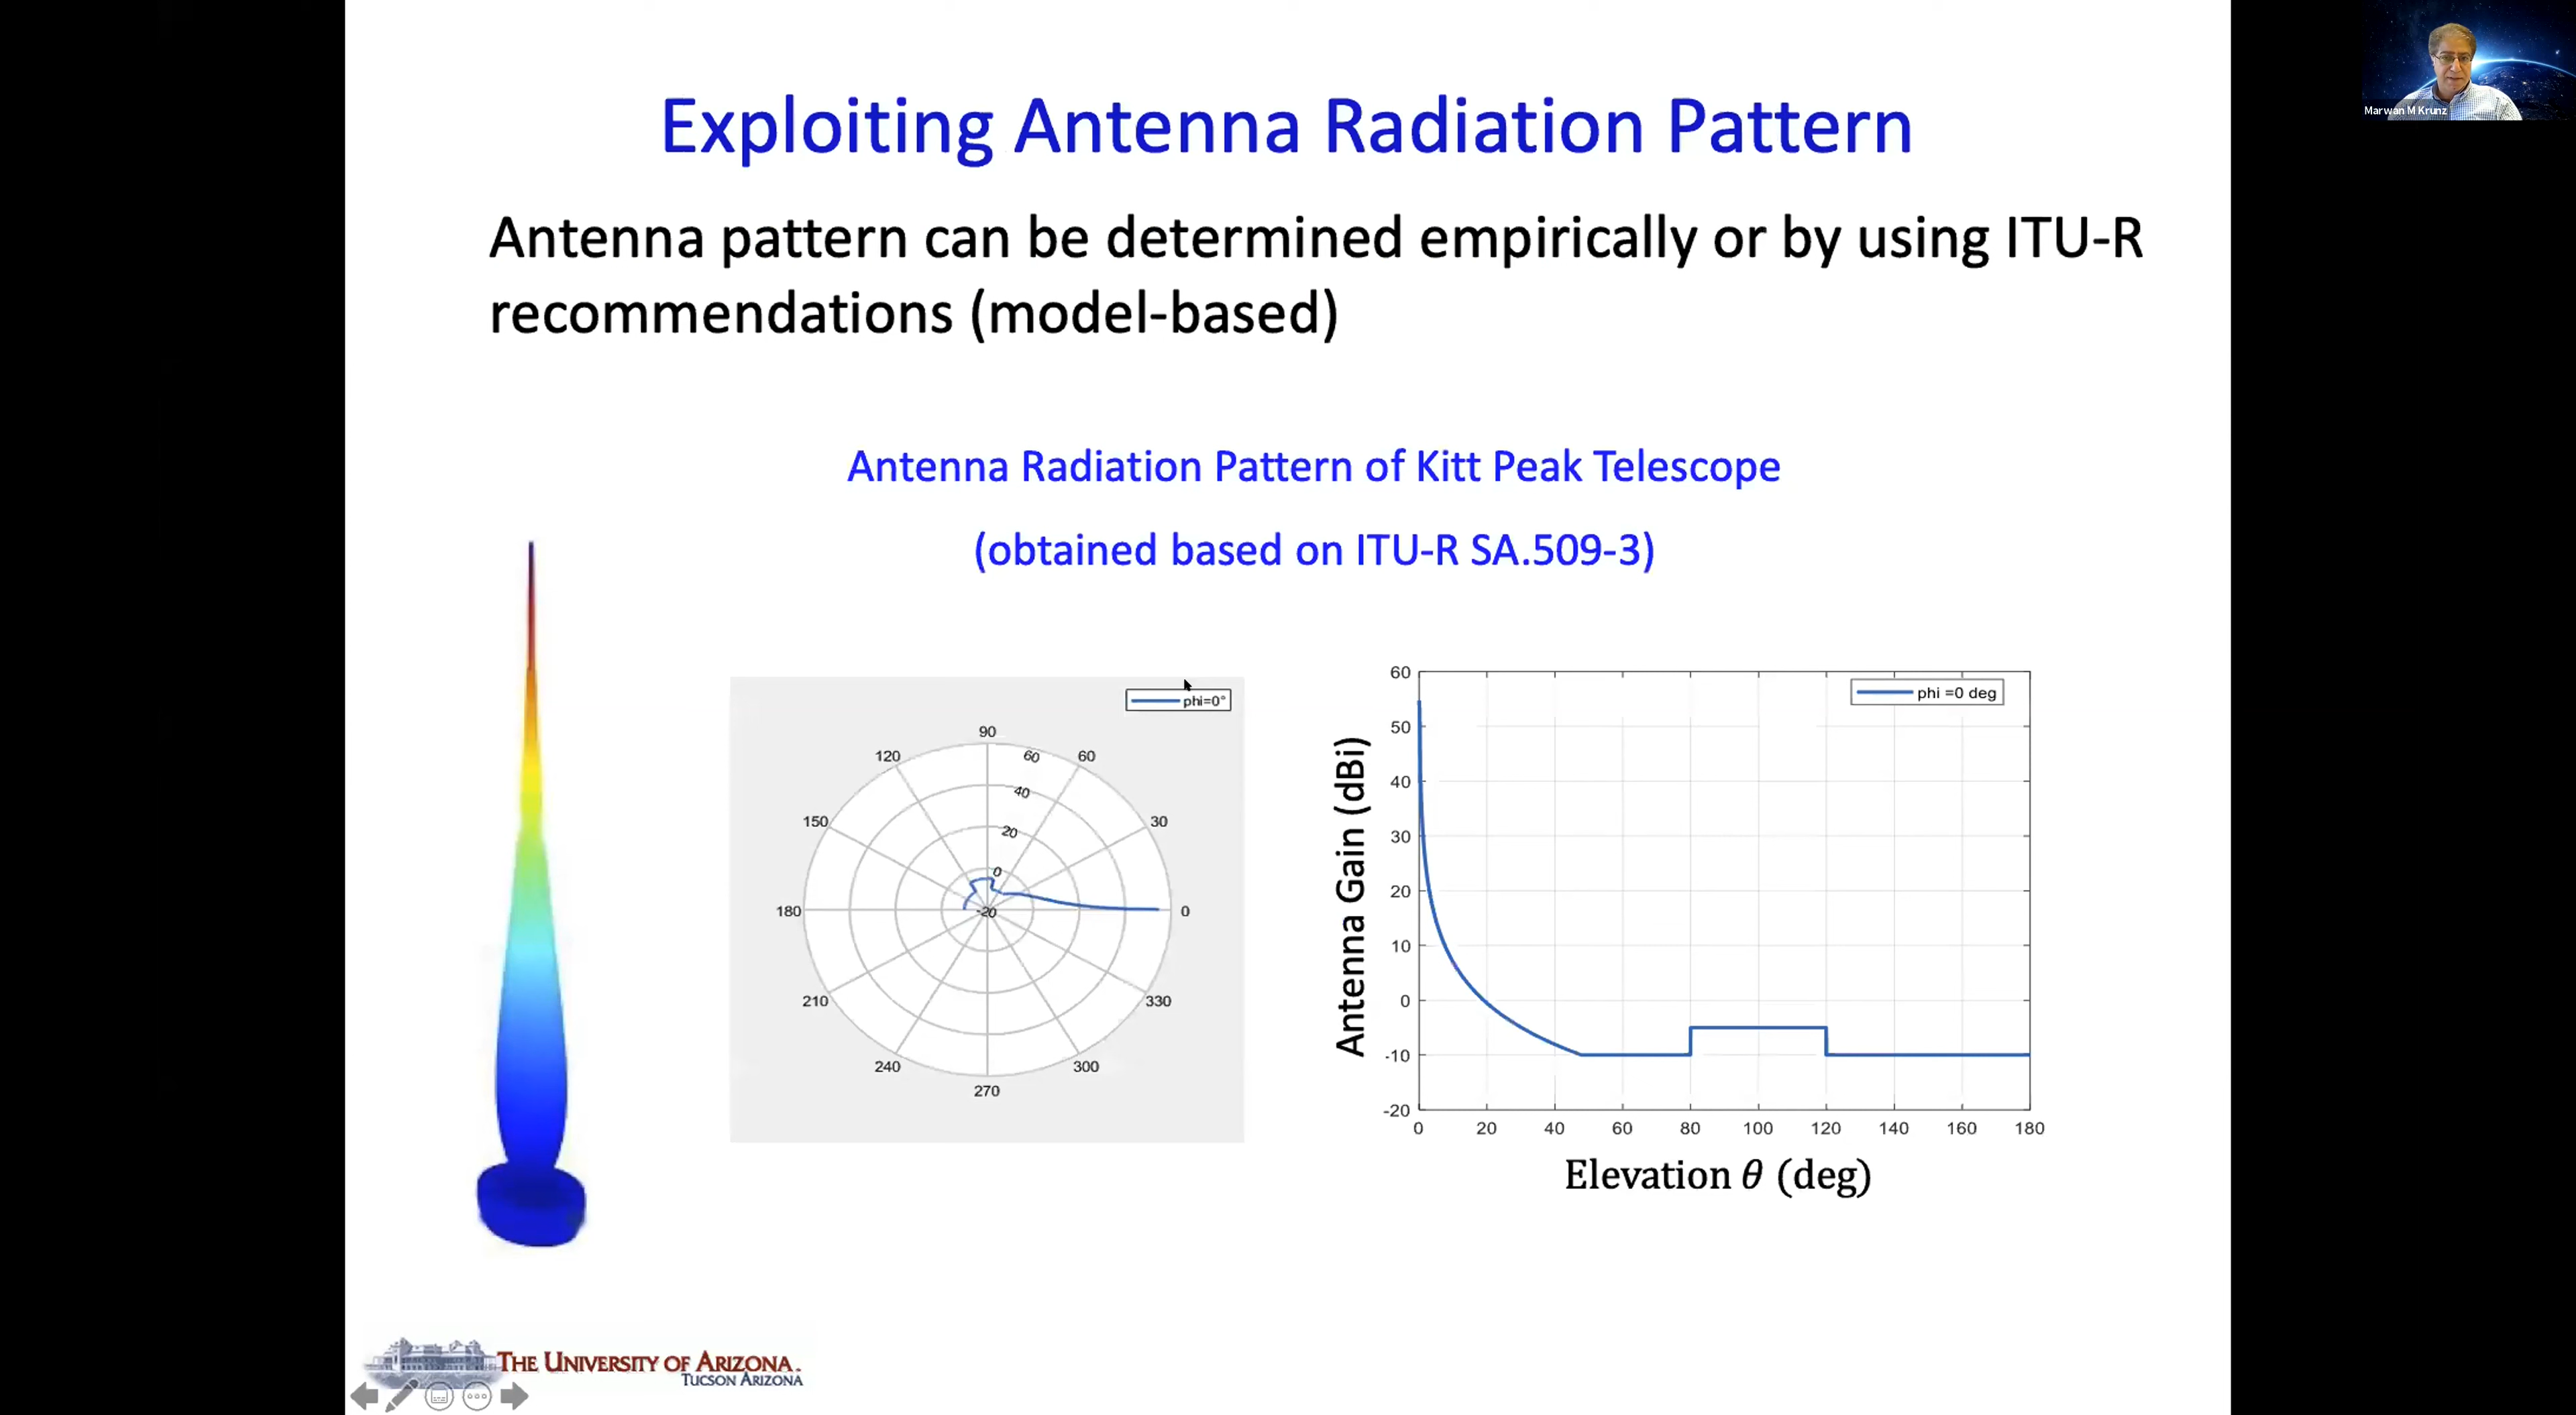 Marwan M Krunz
Exploiting Antenna Radiation Pattern
Antenna pattern can be determined empirically or by using ITU-R
recommendations (model-based)
Antenna Radiation Pattern of Kitt Peak Telescope
(obtained based on ITU-R SA.509-3)
phi=0°
90
120
60
60
150
40
30
20
0
180
-20
0
210
330
240
300
270
phi =0 deg
60
50
40
30
20
10
0
-10
-20
0 20 40 60 80 100 120 140 160 180
Antenna Gain (dBi)
Elevation θ (deg)
THE UNIVERSITY OF ARIZONA.
TUCSON ARIZONA